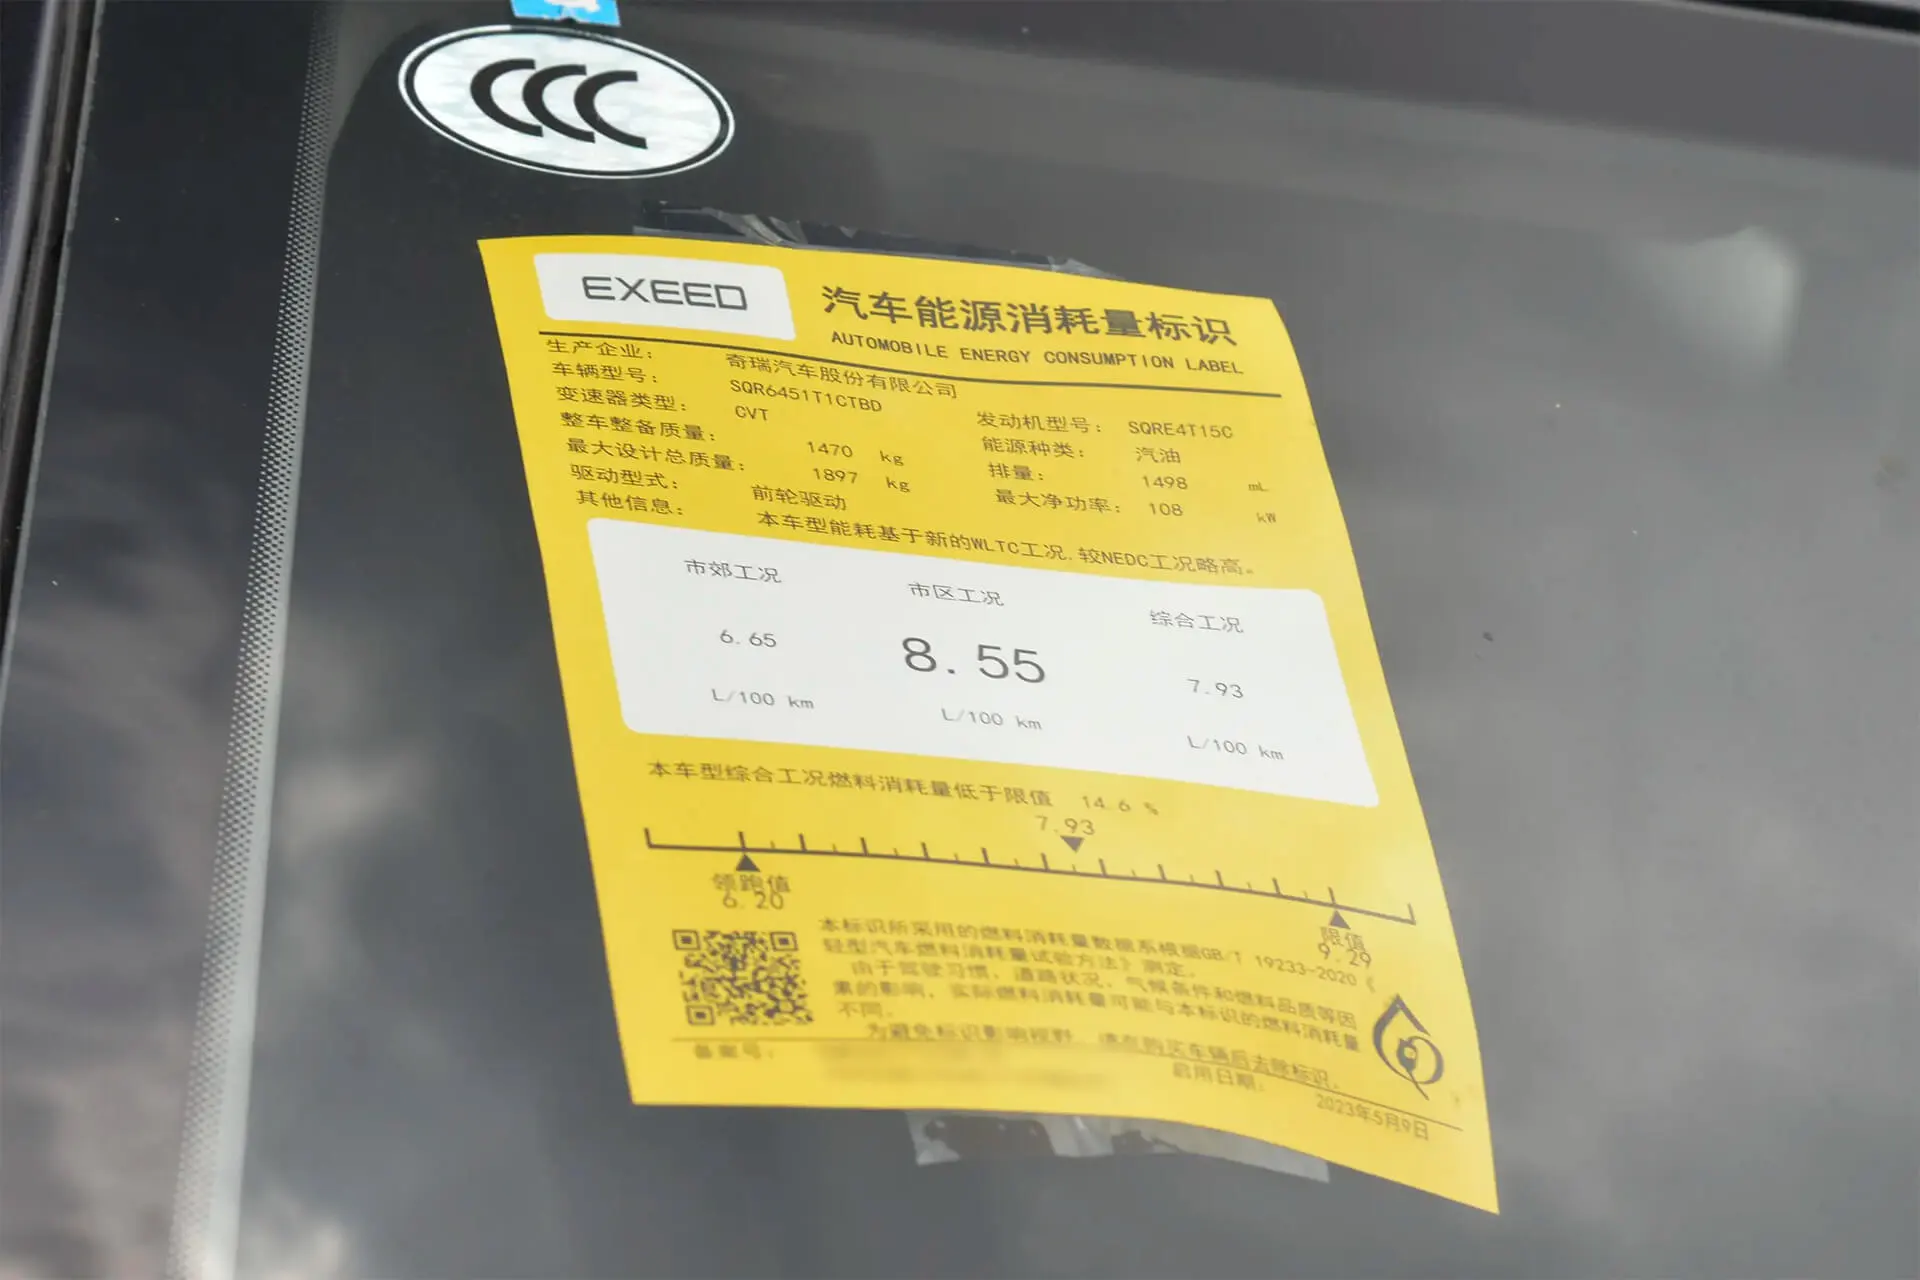 CCC
EXEED
汽车能源消耗量标识
AUTOMOBILE ENERGY CONSUMPTION LABEL
生产企业： 奇瑞汽车股份有限公司
车辆型号： SQR6451T1CTBD 发动机型号： SQRE4T15C
变速器类型： CVT 能源种类： 汽油
整车整备质量： 1470 kg 排量： 1498 mL
最大设计总质量： 1897 kg 最大净功率： 108 kW
驱动型式： 前轮驱动
其他信息： 本车型能耗基于新的WLTC工况,较NEDC工况略高。
市郊工况 市区工况 综合工况
6.65 8.55 7.93
L/100 km L/100 km L/100 km
本车型综合工况燃料消耗量低于限值 14.6 %
7.93
领跑值 限值
6.20 9.29
本标识所采用的燃料消耗量数据系根据GB/T 19233-2020《
轻型汽车燃料消耗量试验方法》测定。
由于驾驶习惯、道路状况、气候条件和燃料品质等因
素的影响，实际燃料消耗量可能与本标识的燃料消耗量
不同。
为避免标识影响视野，请在购买车辆后去除标识。
备案号： 启用日期： 2023年5月9日